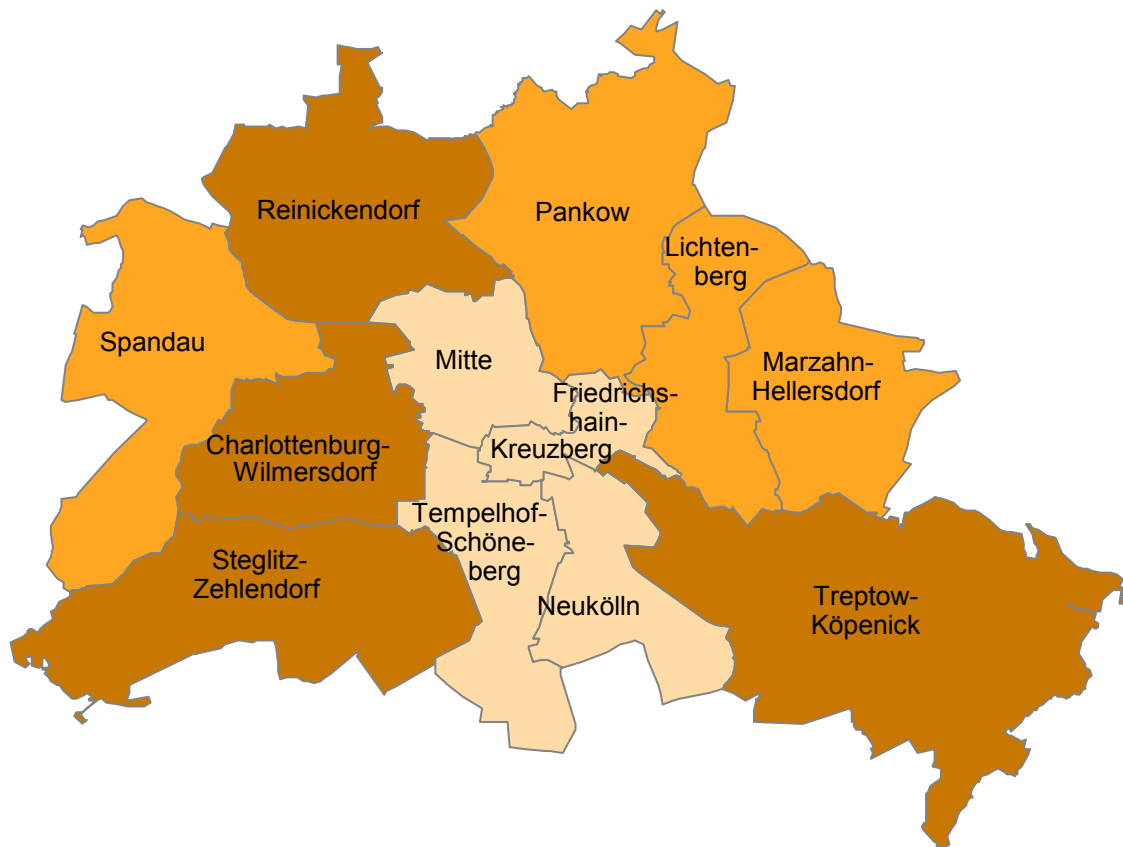 Reinickendorf
Pankow
Lichten-
berg
Spandau
Mitte
Marzahn-
Hellersdorf
Friedrichs-
hain-
Kreuzberg
Charlottenburg-
Wilmersdorf
Tempelhof-
Schöne-
berg
Steglitz-
Zehlendorf
Neukölln
Treptow-
Köpenick